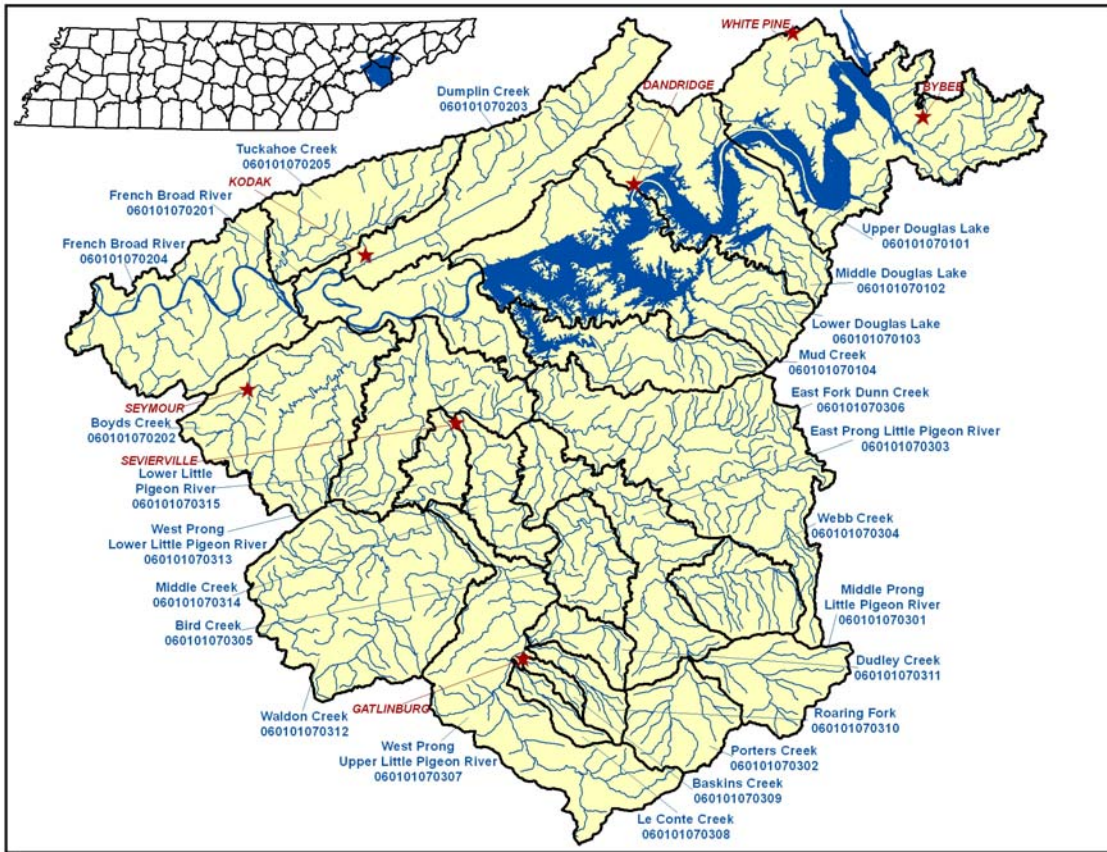 WHITE PINE
DANDRIDGE
BYBEE
Dumplin Creek
060101070203
Tuckahoe Creek
060101070205
KODAK
French Broad River
060101070201
French Broad River
060101070204
Upper Douglas Lake
060101070101
Middle Douglas Lake
060101070102
Lower Douglas Lake
060101070103
Mud Creek
060101070104
East Fork Dunn Creek
060101070306
East Prong Little Pigeon River
060101070303
SEYMOUR
Boyds Creek
060101070202
SEVIERVILLE
Lower Little
Pigeon River
060101070315
West Prong
Lower Little Pigeon River
060101070313
Webb Creek
060101070304
Middle Creek
060101070314
Bird Creek
060101070305
Middle Prong
Little Pigeon River
060101070301
Dudley Creek
060101070311
Waldon Creek
060101070312
GATLINBURG
Roaring Fork
060101070310
West Prong
Upper Little Pigeon River
060101070307
Porters Creek
060101070302
Baskins Creek
060101070309
Le Conte Creek
060101070308